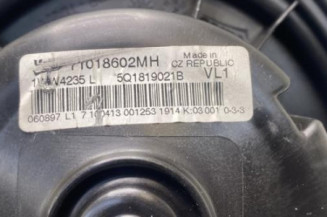 T1018602MH Made in
W4235 L 5Q1819021B CZ REPUBLIC
VL1
060897 L1 7 100413 001253 1914 K:03 001 0-3-3